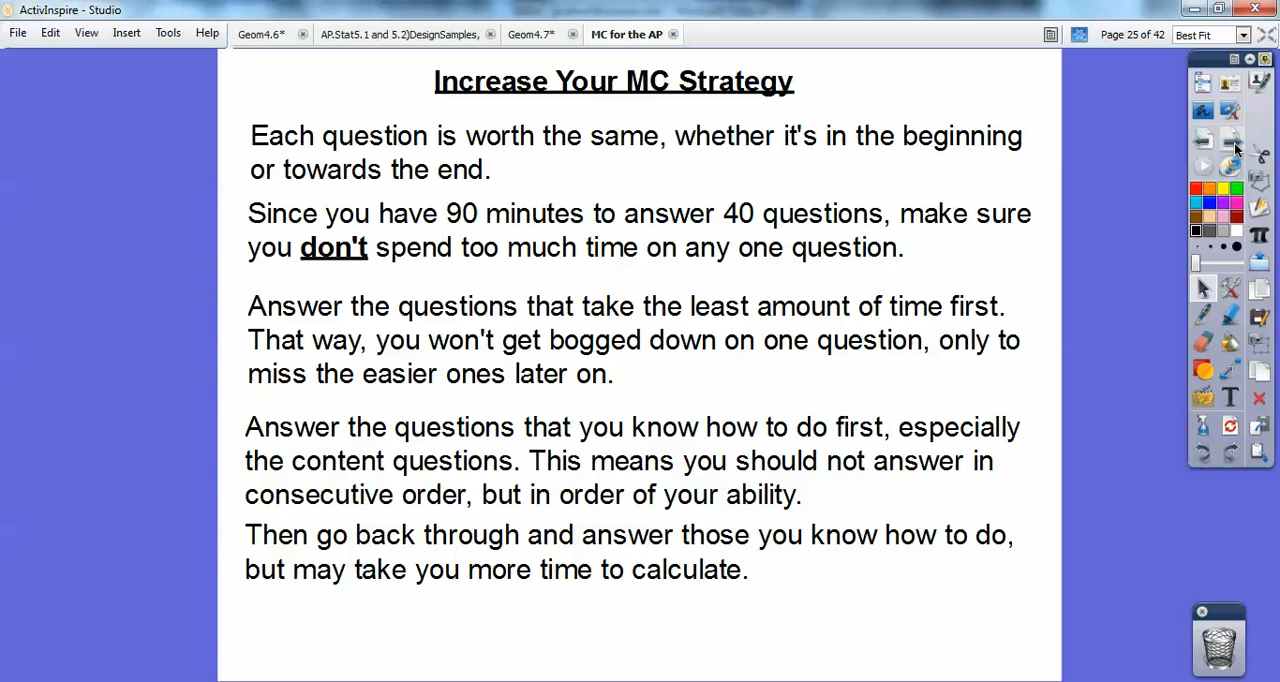 ActivInspire - Studio
File Edit View Insert Tools Help
Geom4.6* AP.Stat5.1 and 5.2)DesignSamples, Geom4.7* MC for the AP
Page 25 of 42 Best Fit
Increase Your MC Strategy
Each question is worth the same, whether it's in the beginning
or towards the end.
Since you have 90 minutes to answer 40 questions, make sure
you don't spend too much time on any one question.
Answer the questions that take the least amount of time first.
That way, you won't get bogged down on one question, only to
miss the easier ones later on.
Answer the questions that you know how to do first, especially
the content questions. This means you should not answer in
consecutive order, but in order of your ability.
Then go back through and answer those you know how to do,
but may take you more time to calculate.